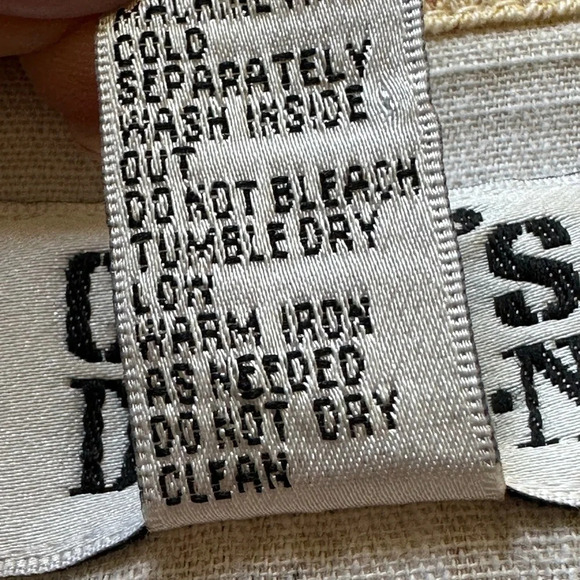 COLD
SEPARATELY
WASH INSIDE
OUT
DO NOT BLEACH
TUMBLE DRY
LOW
WARM IRON
AS NEEDED
DO NOT DRY
CLEAN
'S
.N
D